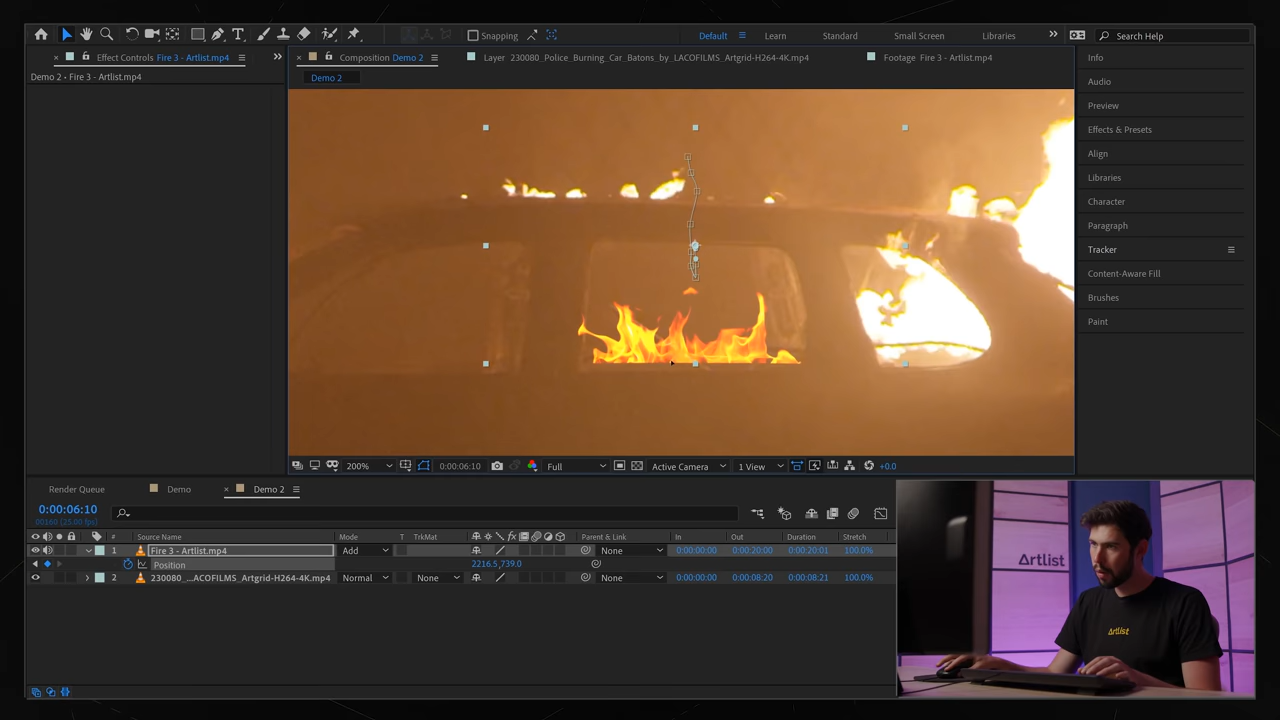 Snapping
Default
Learn
Standard
Small Screen
Libraries
Search Help
Effect Controls Fire 3 - Artlist.mp4
Composition Demo 2
Layer 230080_Police_Burning_Car_Batons_by_LACOFILMS_Artgrid-H264-4K.mp4
Footage Fire 3 - Artlist.mp4
Demo 2 • Fire 3 - Artlist.mp4
Demo 2
Info
Audio
Preview
Effects & Presets
Align
Libraries
Character
Paragraph
Tracker
Content-Aware Fill
Brushes
Paint
200%
0:00:06:10
Full
Active Camera
1 View
+0.0
Render Queue
Demo
Demo 2
0:00:06:10
00160 (25.00 fps)
# Source Name Mode T TrkMat fx Parent & Link In Out Duration Stretch
1 Fire 3 - Artlist.mp4 Add None 0:00:00:00 0:00:20:00 0:00:20:01 100.0%
Position 2216.5,739.0
2 230080_...ACOFILMS_Artgrid-H264-4K.mp4 Normal None None 0:00:00:00 0:00:08:20 0:00:08:21 100.0%
Artlist
Artlist